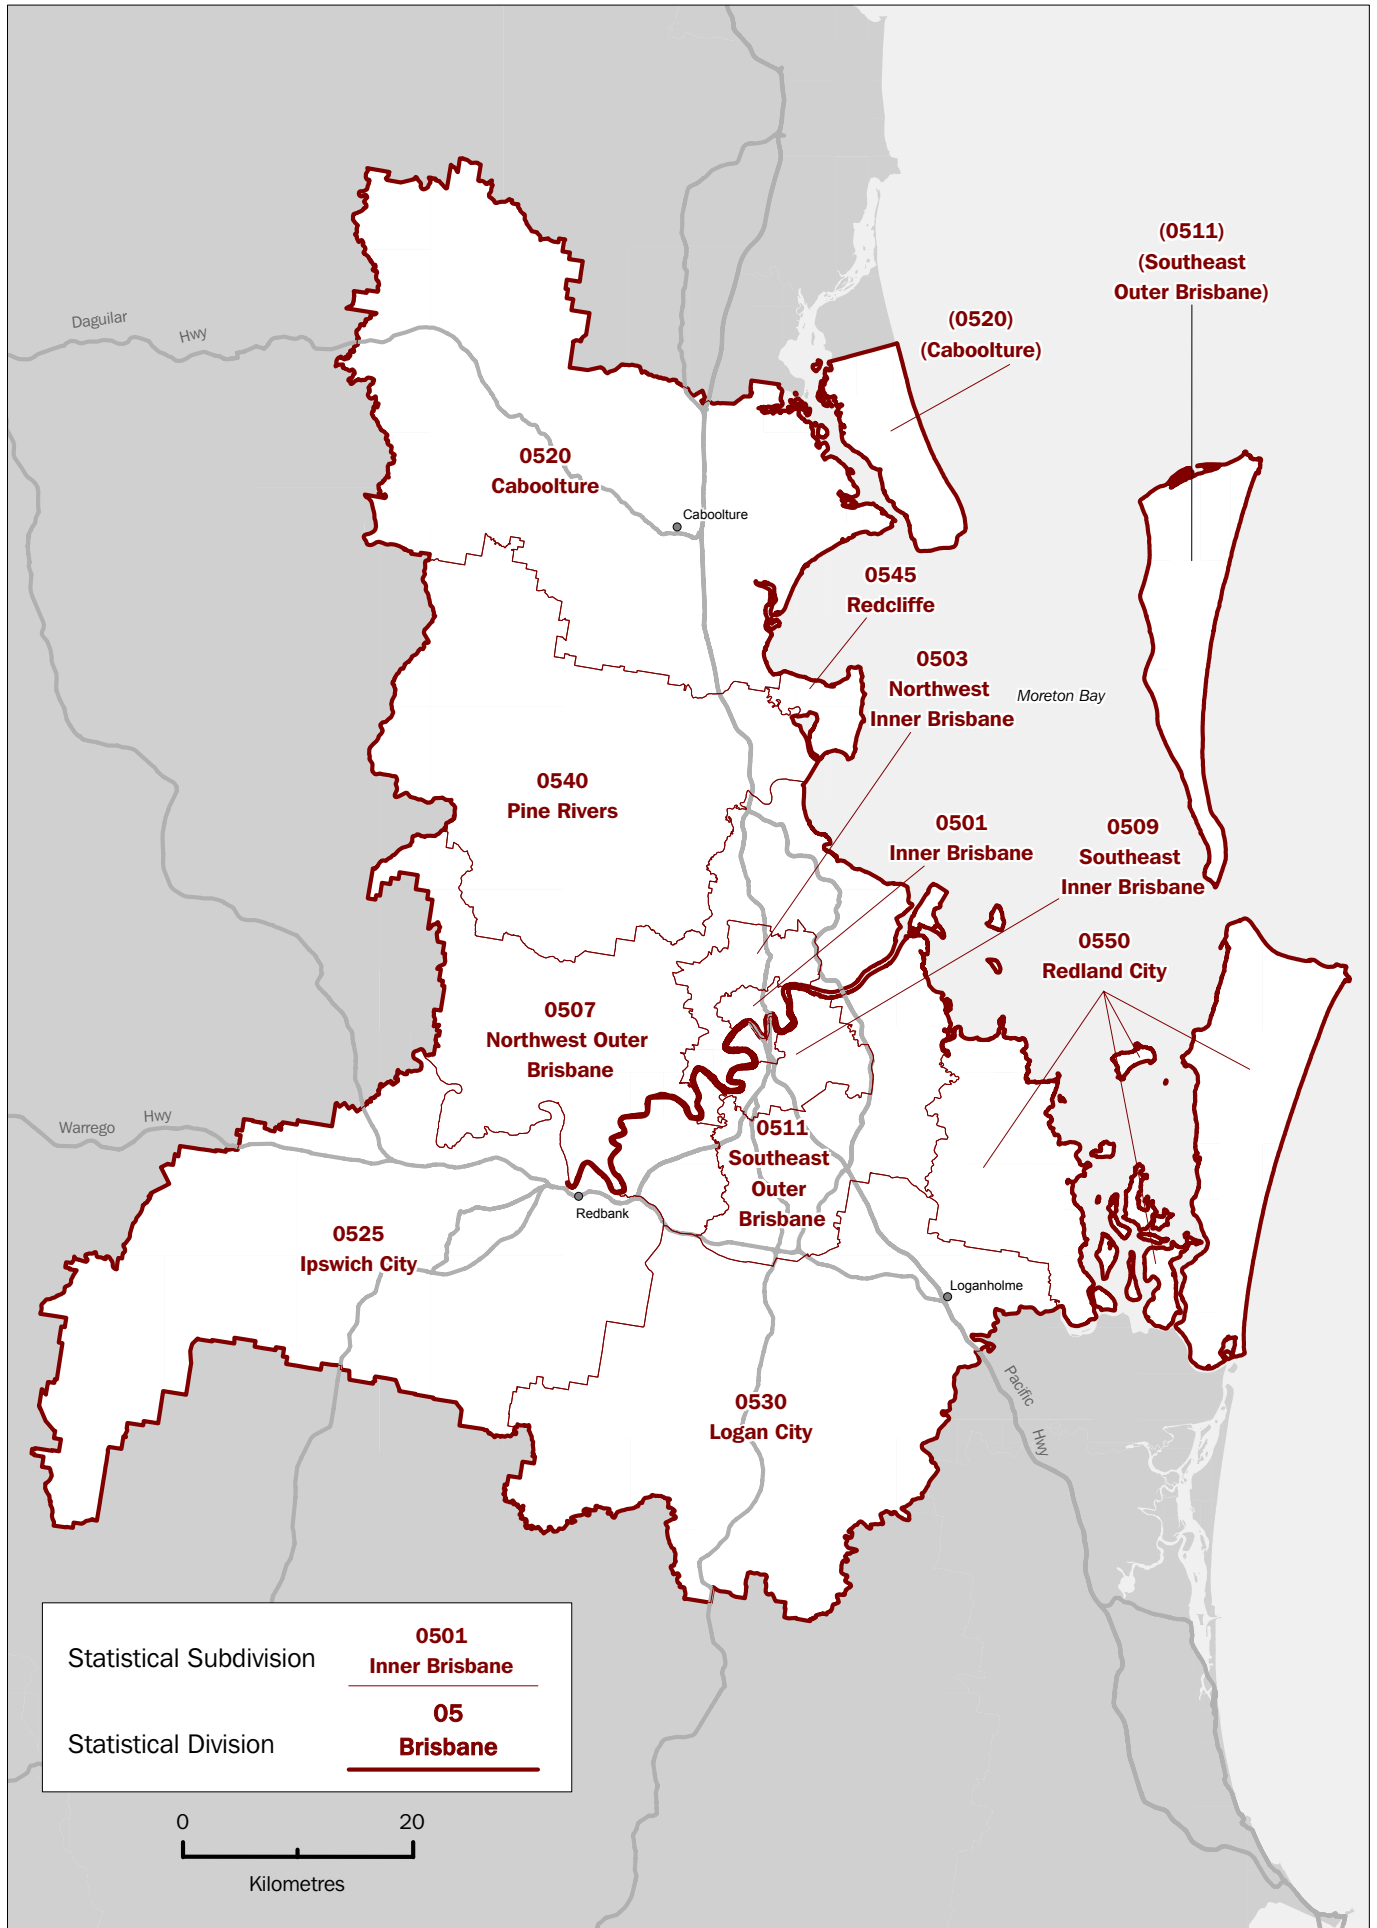 (0511)
(Southeast
Outer Brisbane)
(0520)
(Caboolture)
Daguilar
Hwy
0520
Caboolture
Caboolture
0545
Redcliffe
0503
Northwest
Inner Brisbane
Moreton Bay
0540
Pine Rivers
0501
Inner Brisbane
0509
Southeast
Inner Brisbane
0550
Redland City
0507
Northwest Outer
Brisbane
Warrego
Hwy
0511
Southeast
Outer
Brisbane
Redbank
0525
Ipswich City
Loganholme
Pacific
Hwy
0530
Logan City
Statistical Subdivision
0501
Inner Brisbane
Statistical Division
05
Brisbane
0
20
Kilometres